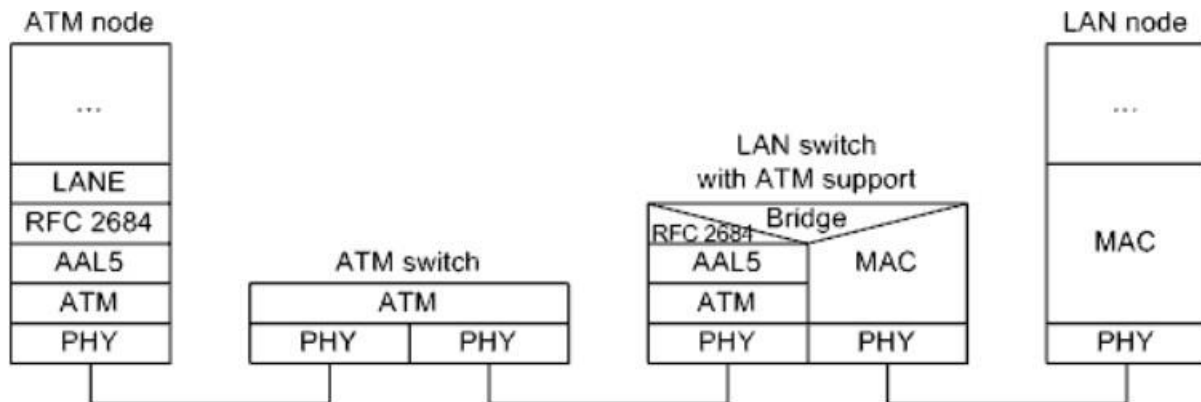 ATM node
...
LANE
RFC 2684
AAL5
ATM
PHY
ATM switch
ATM
PHY PHY
LAN switch
with ATM support
Bridge
RFC 2684
AAL5 MAC
ATM
PHY PHY
LAN node
...
MAC
PHY